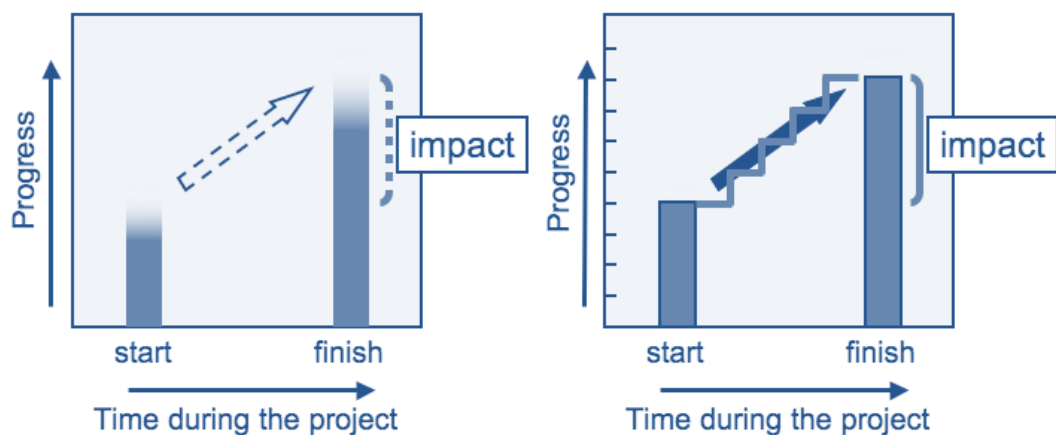 Progress
impact
start
finish
Time during the project
Progress
impact
start
finish
Time during the project